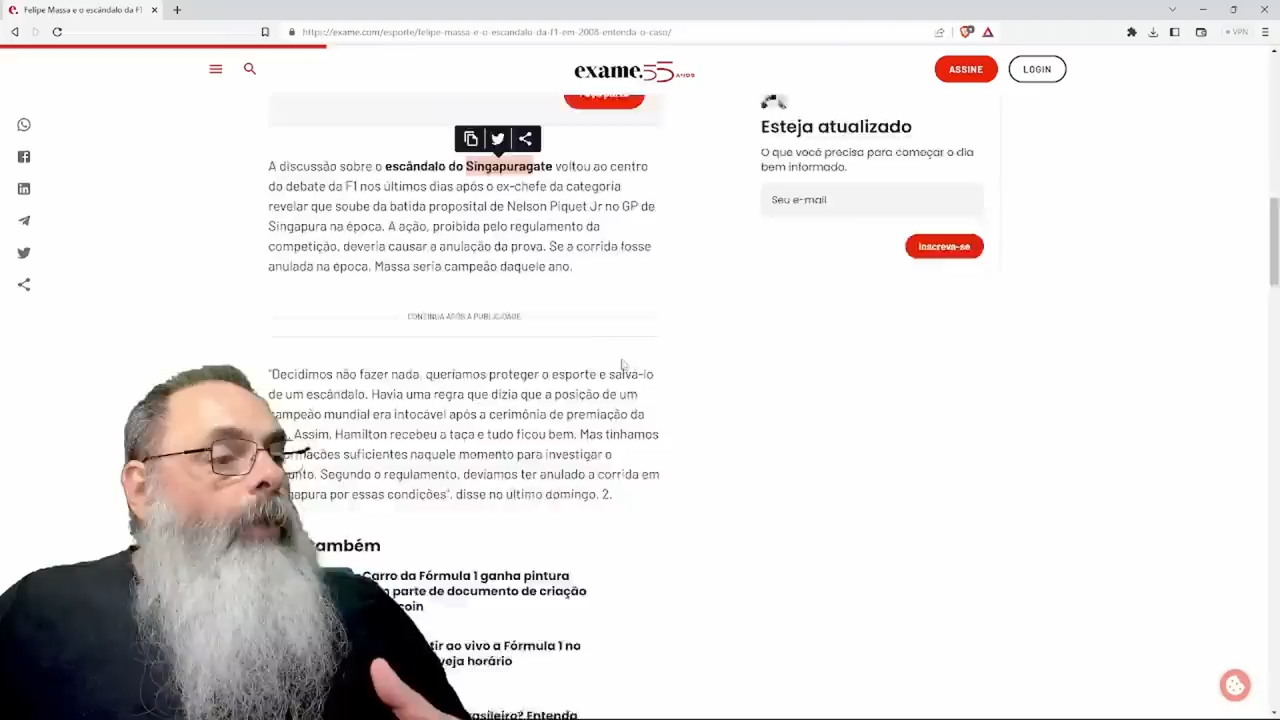 Felipe Massa e o escândalo da F1
https://exame.com/esporte/felipe-massa-e-o-escandalo-da-f1-em-2008-entenda-o-caso/
VPN
exame.55 ANOS
ASSINE
LOGIN
A discussão sobre o escândalo do Singapuragate voltou ao centro
do debate da F1 nos últimos dias após o ex-chefe da categoria
revelar que soube da batida proposital de Nelson Piquet Jr no GP de
Singapura na época. A ação, proibida pelo regulamento da
competição, deveria causar a anulação da prova. Se a corrida fosse
anulada na época, Massa seria campeão daquele ano.
CONTINUA APÓS A PUBLICIDADE
"Decidimos não fazer nada, queríamos proteger o esporte e salvá-lo
de um escândalo. Havia uma regra que dizia que a posição de um
campeão mundial era intocável após a cerimônia de premiação da
Assim, Hamilton recebeu a taça e tudo ficou bem. Mas tínhamos
suficientes naquele momento para investigar o
Segundo o regulamento, devíamos ter anulado a corrida em
por essas condições", disse no último domingo, 2.
ambém
Carro da Fórmula 1 ganha pintura
parte de documento de criação
coin
tir ao vivo a Fórmula 1 no
veja horário
asileiro? Entenda
Esteja atualizado
O que você precisa para começar o dia
bem informado.
Seu e-mail
Inscreva-se